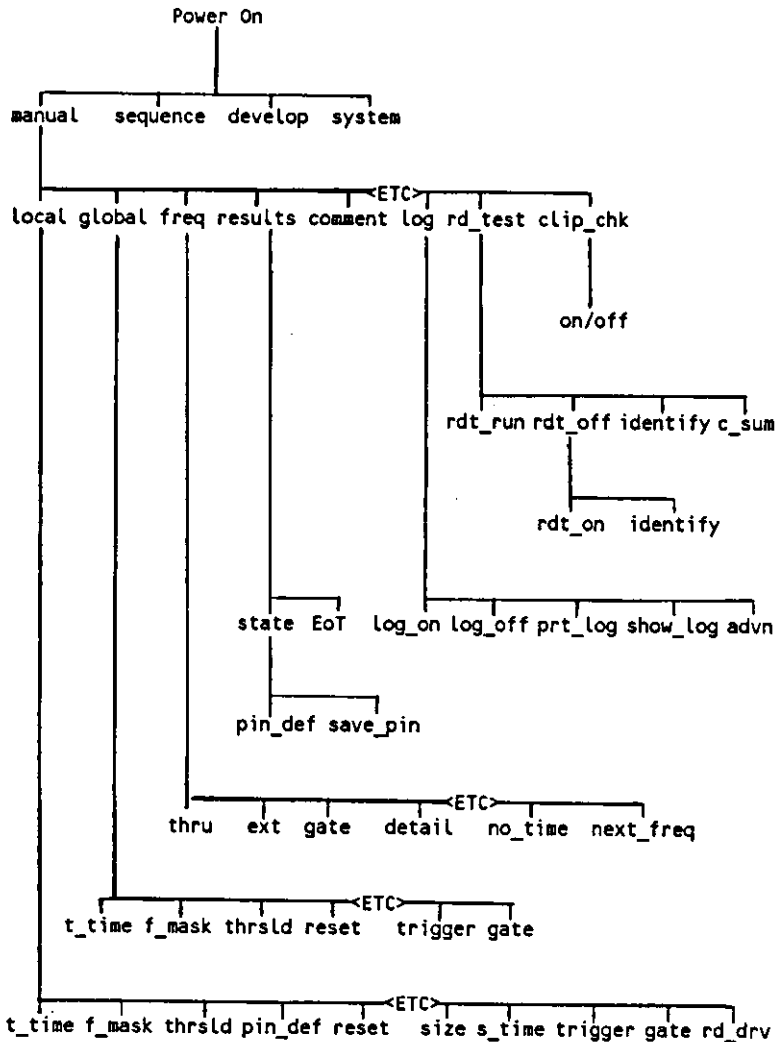 Power On
manual sequence develop system
<ETC>
local global freq results comment log rd_test clip_chk
on/off
rdt_run rdt_off identify c_sum
rdt_on identify
state EoT log_on log_off prt_log show_log advn
pin_def save_pin
<ETC>
thru ext gate detail no_time next_freq
<ETC>
t_time f_mask thrsld reset trigger gate
<ETC>
t_time f_mask thrsld pin_def reset size s_time trigger gate rd_drv